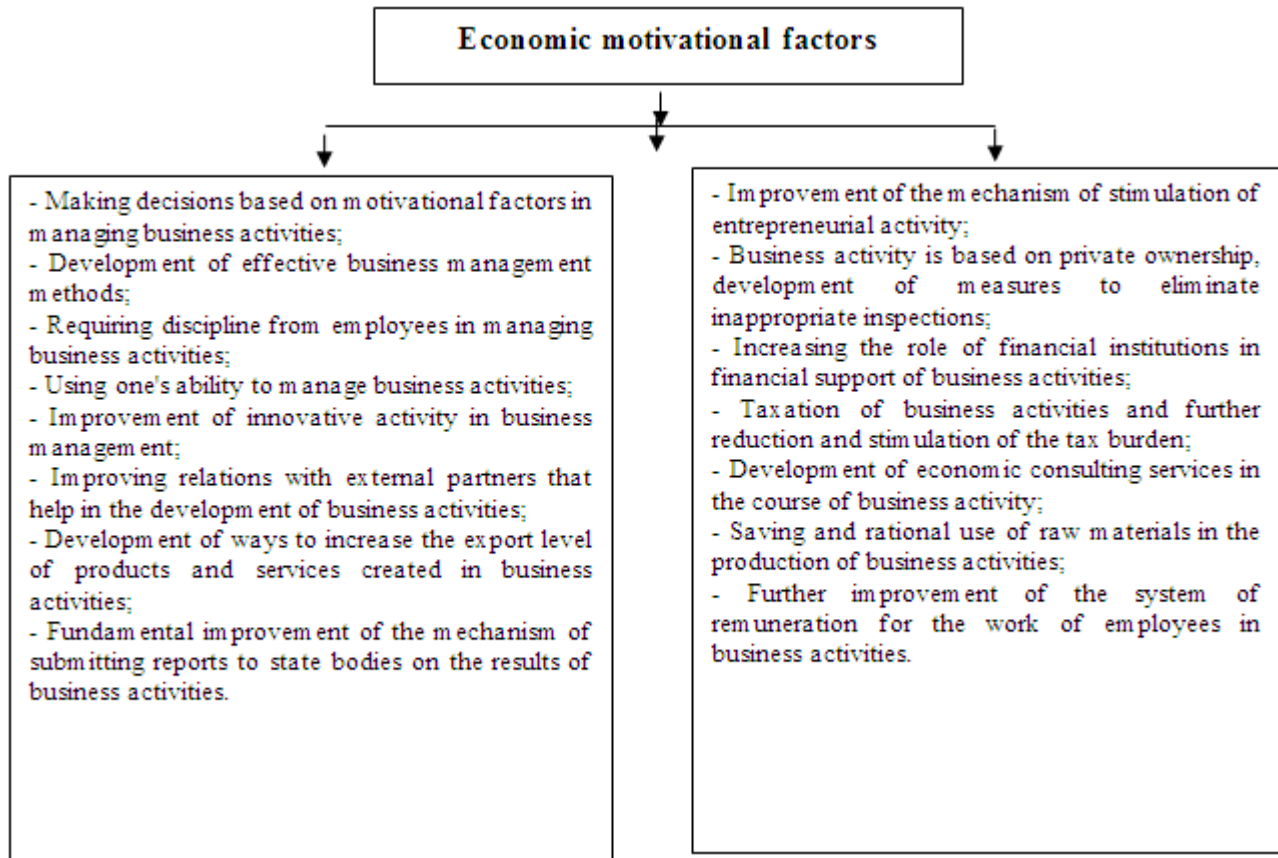 Economic motivational factors
- Making decisions based on motivational factors in
managing business activities;
- Development of effective business management
methods;
- Requiring discipline from employees in managing
business activities;
- Using one's ability to manage business activities;
- Improvement of innovative activity in business
management;
- Improving relations with external partners that
help in the development of business activities;
- Development of ways to increase the export level
of products and services created in business
activities;
- Fundamental improvement of the mechanism of
submitting reports to state bodies on the results of
business activities.
- Improvement of the mechanism of stimulation of
entrepreneurial activity;
- Business activity is based on private ownership,
development of measures to eliminate
inappropriate inspections;
- Increasing the role of financial institutions in
financial support of business activities;
- Taxation of business activities and further
reduction and stimulation of the tax burden;
- Development of economic consulting services in
the course of business activity;
- Saving and rational use of raw materials in the
production of business activities;
- Further improvement of the system of
remuneration for the work of employees in
business activities.